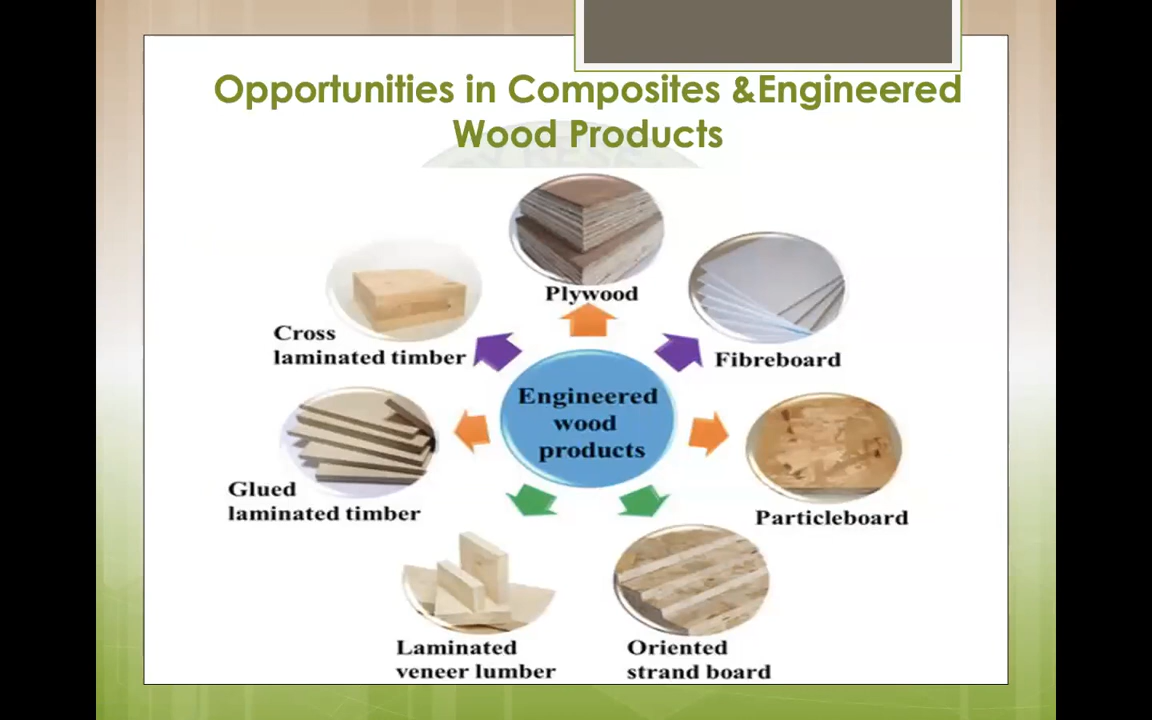 Opportunities in Composites &Engineered
Wood Products
Plywood
Cross
laminated timber
Fibreboard
Engineered
wood
products
Glued
laminated timber
Particleboard
Laminated
veneer lumber
Oriented
strand board